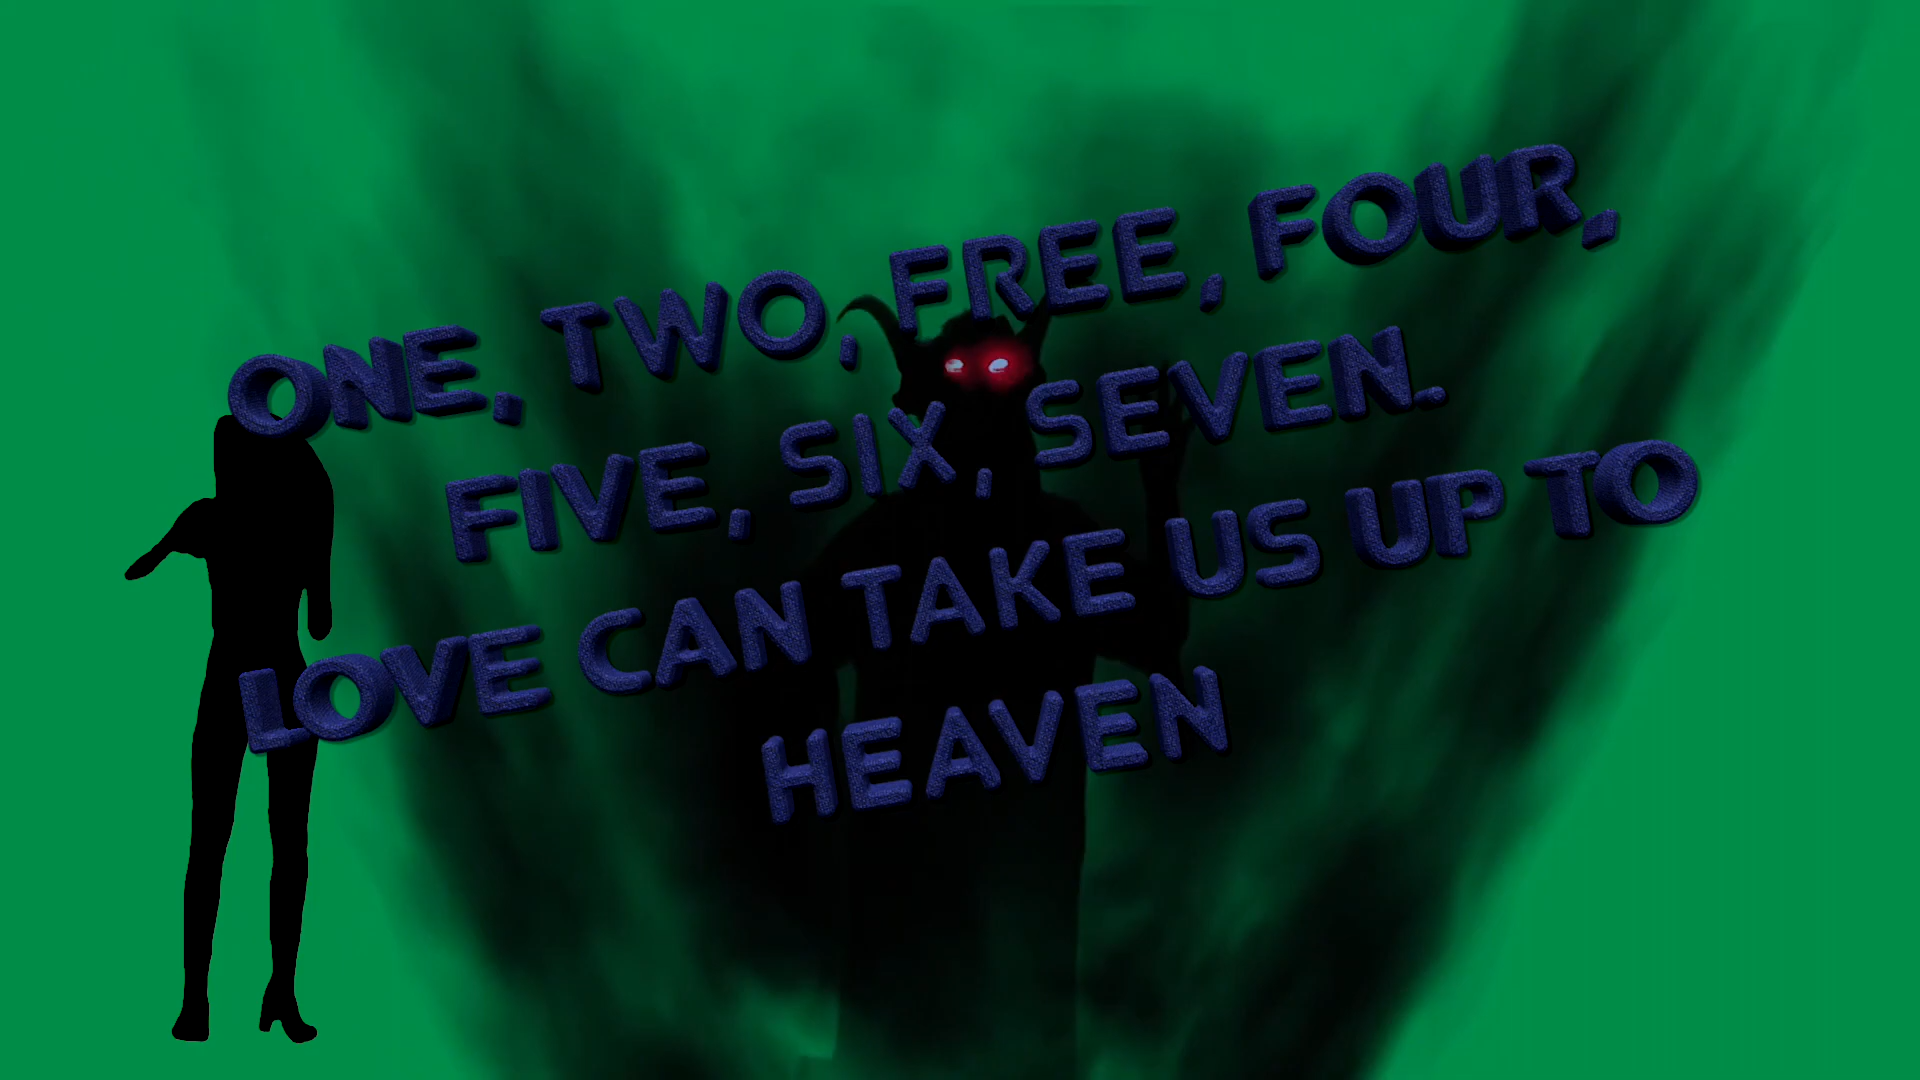 ONE, TWO, FREE, FOUR,
FIVE, SIX, SEVEN.
LOVE CAN TAKE US UP TO
HEAVEN